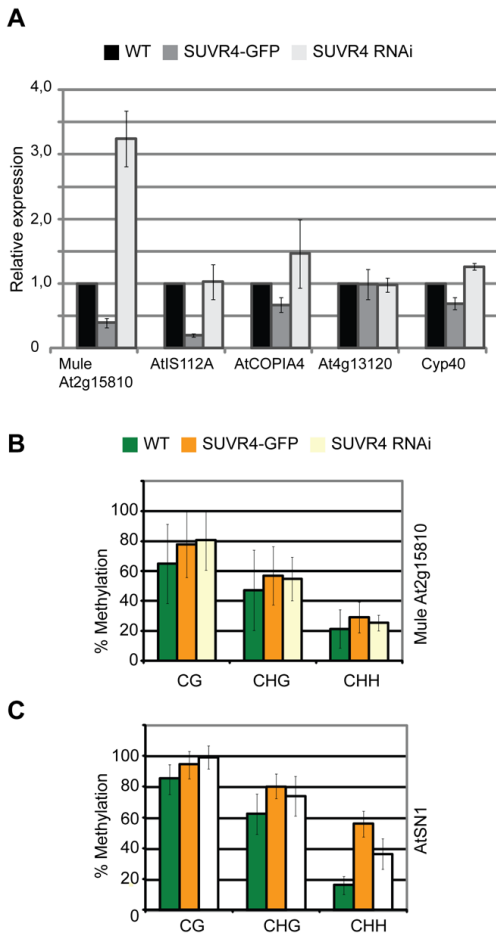 A
WT SUVR4-GFP SUVR4 RNAi
Relative expression
4,0
3,0
2,0
1,0
0
Mule At2g15810 AtIS112A AtCOPIA4 At4g13120 Cyp40
B
WT SUVR4-GFP SUVR4 RNAi
% Methylation
100
80
60
40
20
0
CG CHG CHH
Mule At2g15810
C
% Methylation
100
80
60
40
20
0
CG CHG CHH
AtSN1